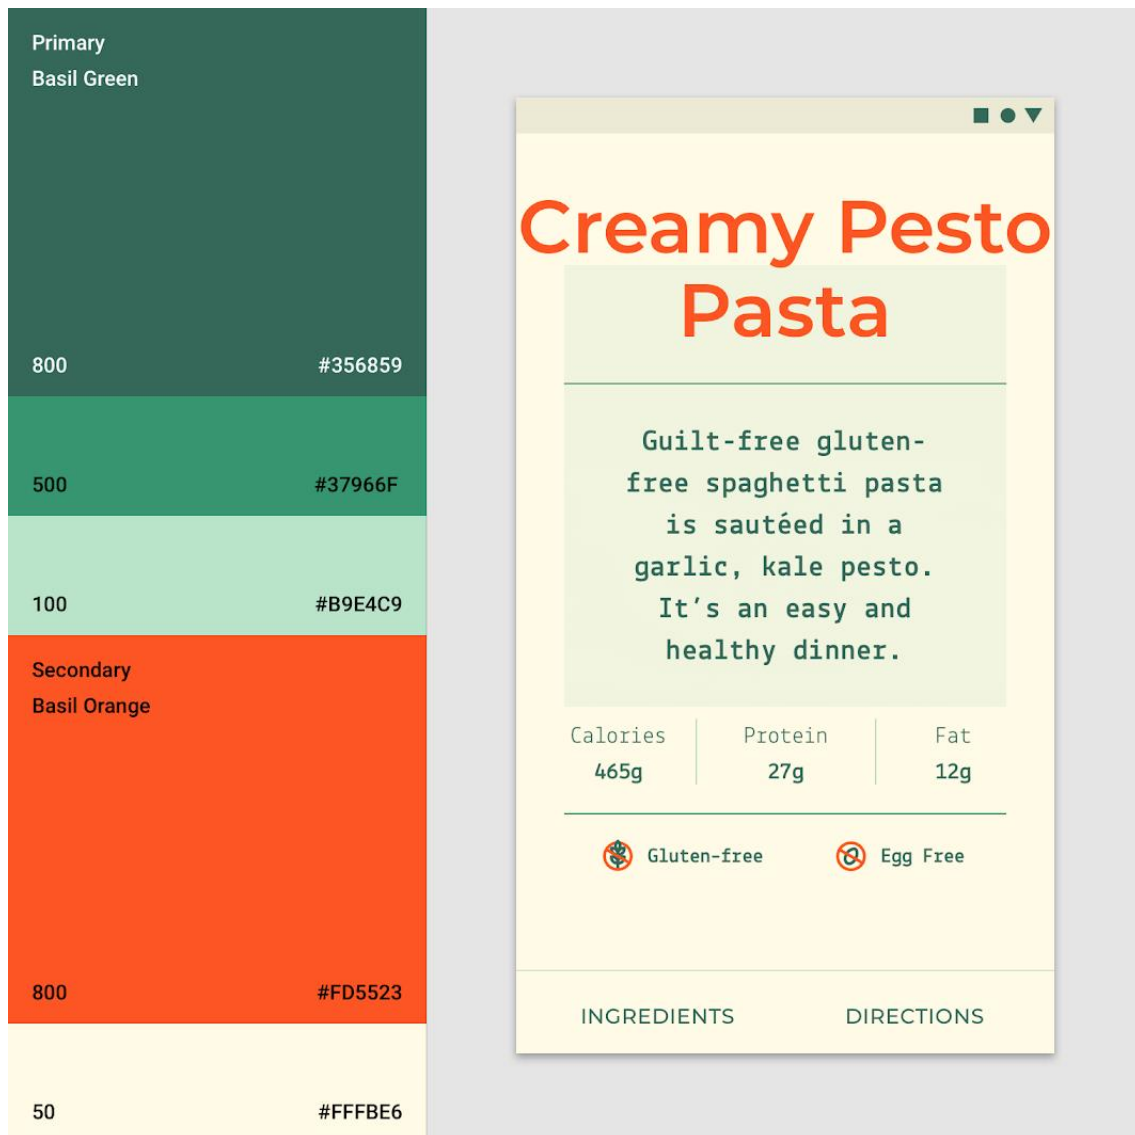 Primary
Basil Green
800 #356859
500 #37966F
100 #B9E4C9
Secondary
Basil Orange
800 #FD5523
50 #FFFBE6
Creamy Pesto
Pasta
Guilt-free gluten-
free spaghetti pasta
is sautéed in a
garlic, kale pesto.
It’s an easy and
healthy dinner.
Calories Protein Fat
465g 27g 12g
Gluten-free Egg Free
INGREDIENTS DIRECTIONS